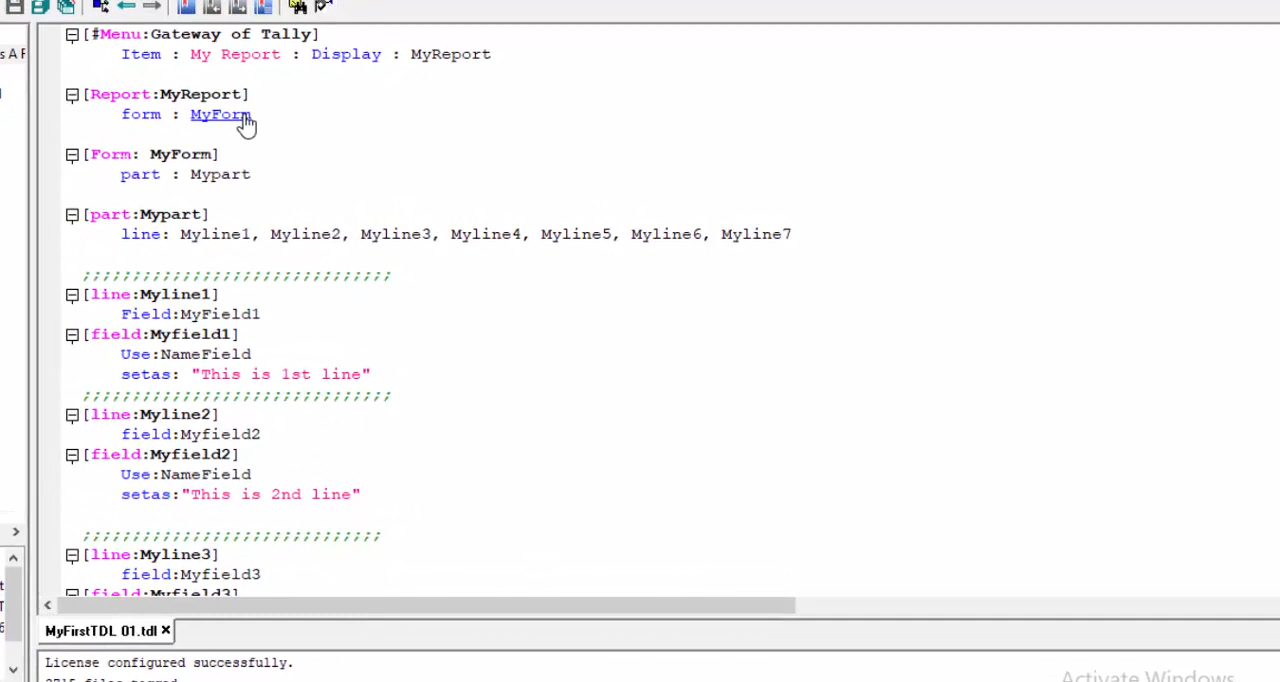 [#Menu:Gateway of Tally]
Item : My Report : Display : MyReport
[Report:MyReport]
form : MyForm
[Form: MyForm]
part : Mypart
[part:Mypart]
line: Myline1, Myline2, Myline3, Myline4, Myline5, Myline6, Myline7
;;;;;;;;;;;;;;;;;;;;;;;;;;;;;;;
[line:Myline1]
Field:MyField1
[field:Myfield1]
Use:NameField
setas: "This is 1st line"
;;;;;;;;;;;;;;;;;;;;;;;;;;;;;;;
[line:Myline2]
field:Myfield2
[field:Myfield2]
Use:NameField
setas:"This is 2nd line"
;;;;;;;;;;;;;;;;;;;;;;;;;;;;;;
[line:Myline3]
field:Myfield3
[field:Myfield3]
MyFirstTDL 01.tdl
License configured successfully.
Activate Windows